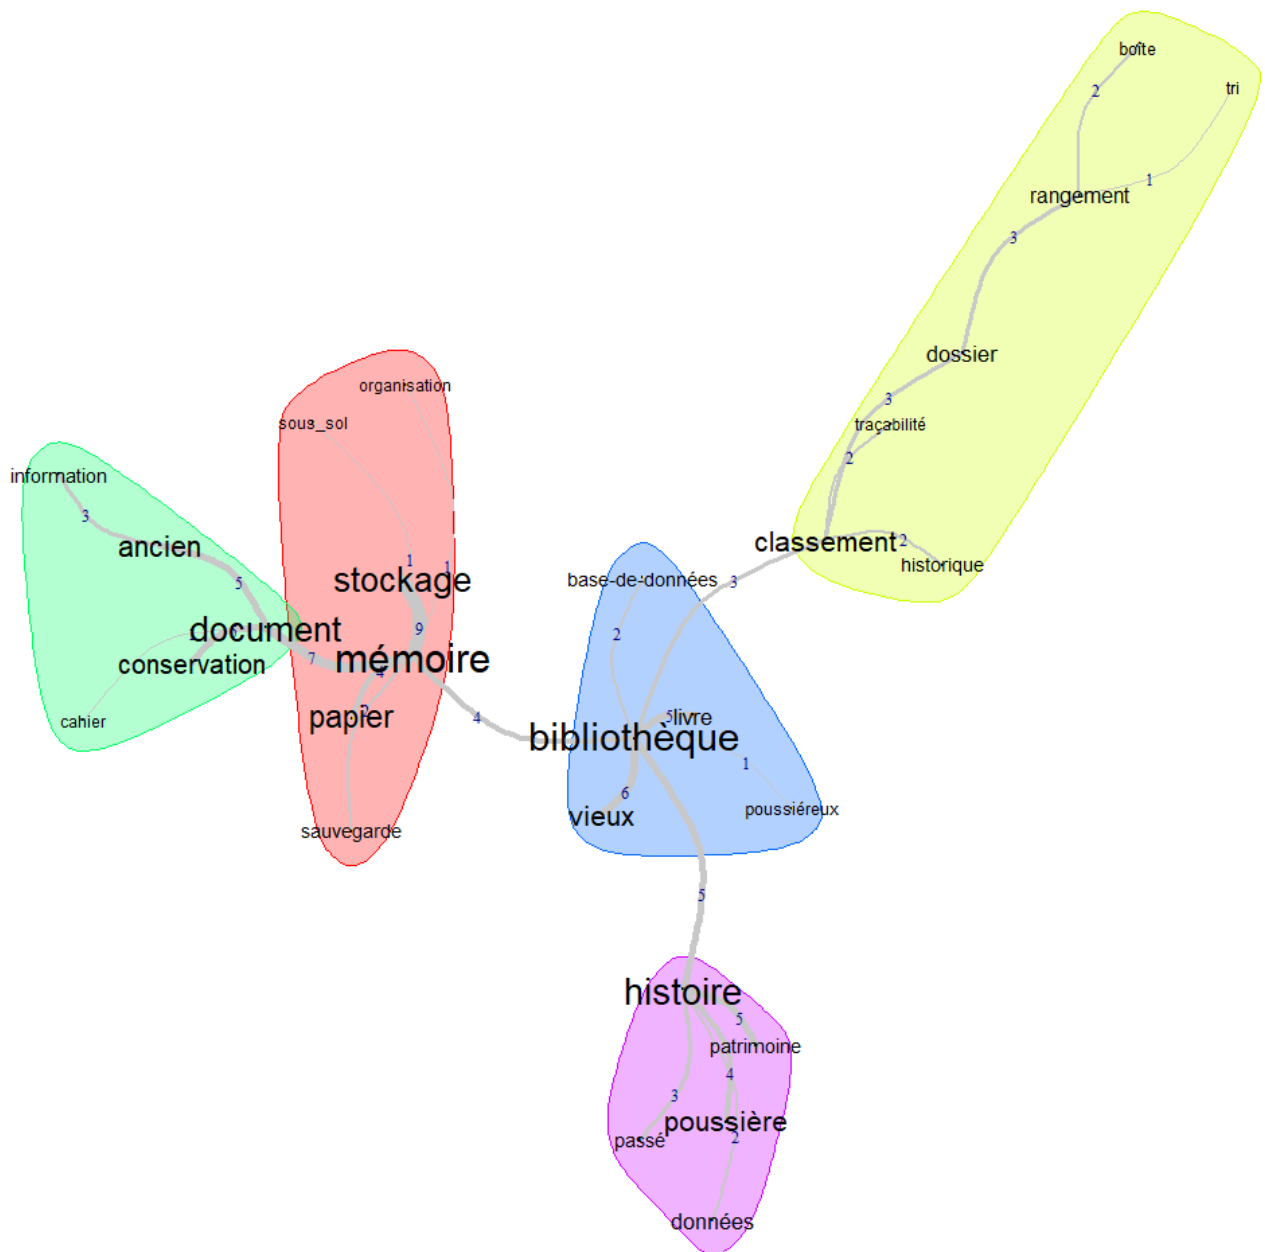 boîte
tri
2
1
rangement
3
dossier
organisation
3
sous_sol
traçabilité
2
information
3
ancien
classement
2
historique
1
1
stockage
base-de-données
3
5
document
9
2
conservation
7
mémoire
4
cahier
papier
2
4
5
livre
bibliothèque
1
6
vieux
poussiéreux
sauvegarde
5
histoire
5
patrimoine
4
3
poussière
passé
2
données